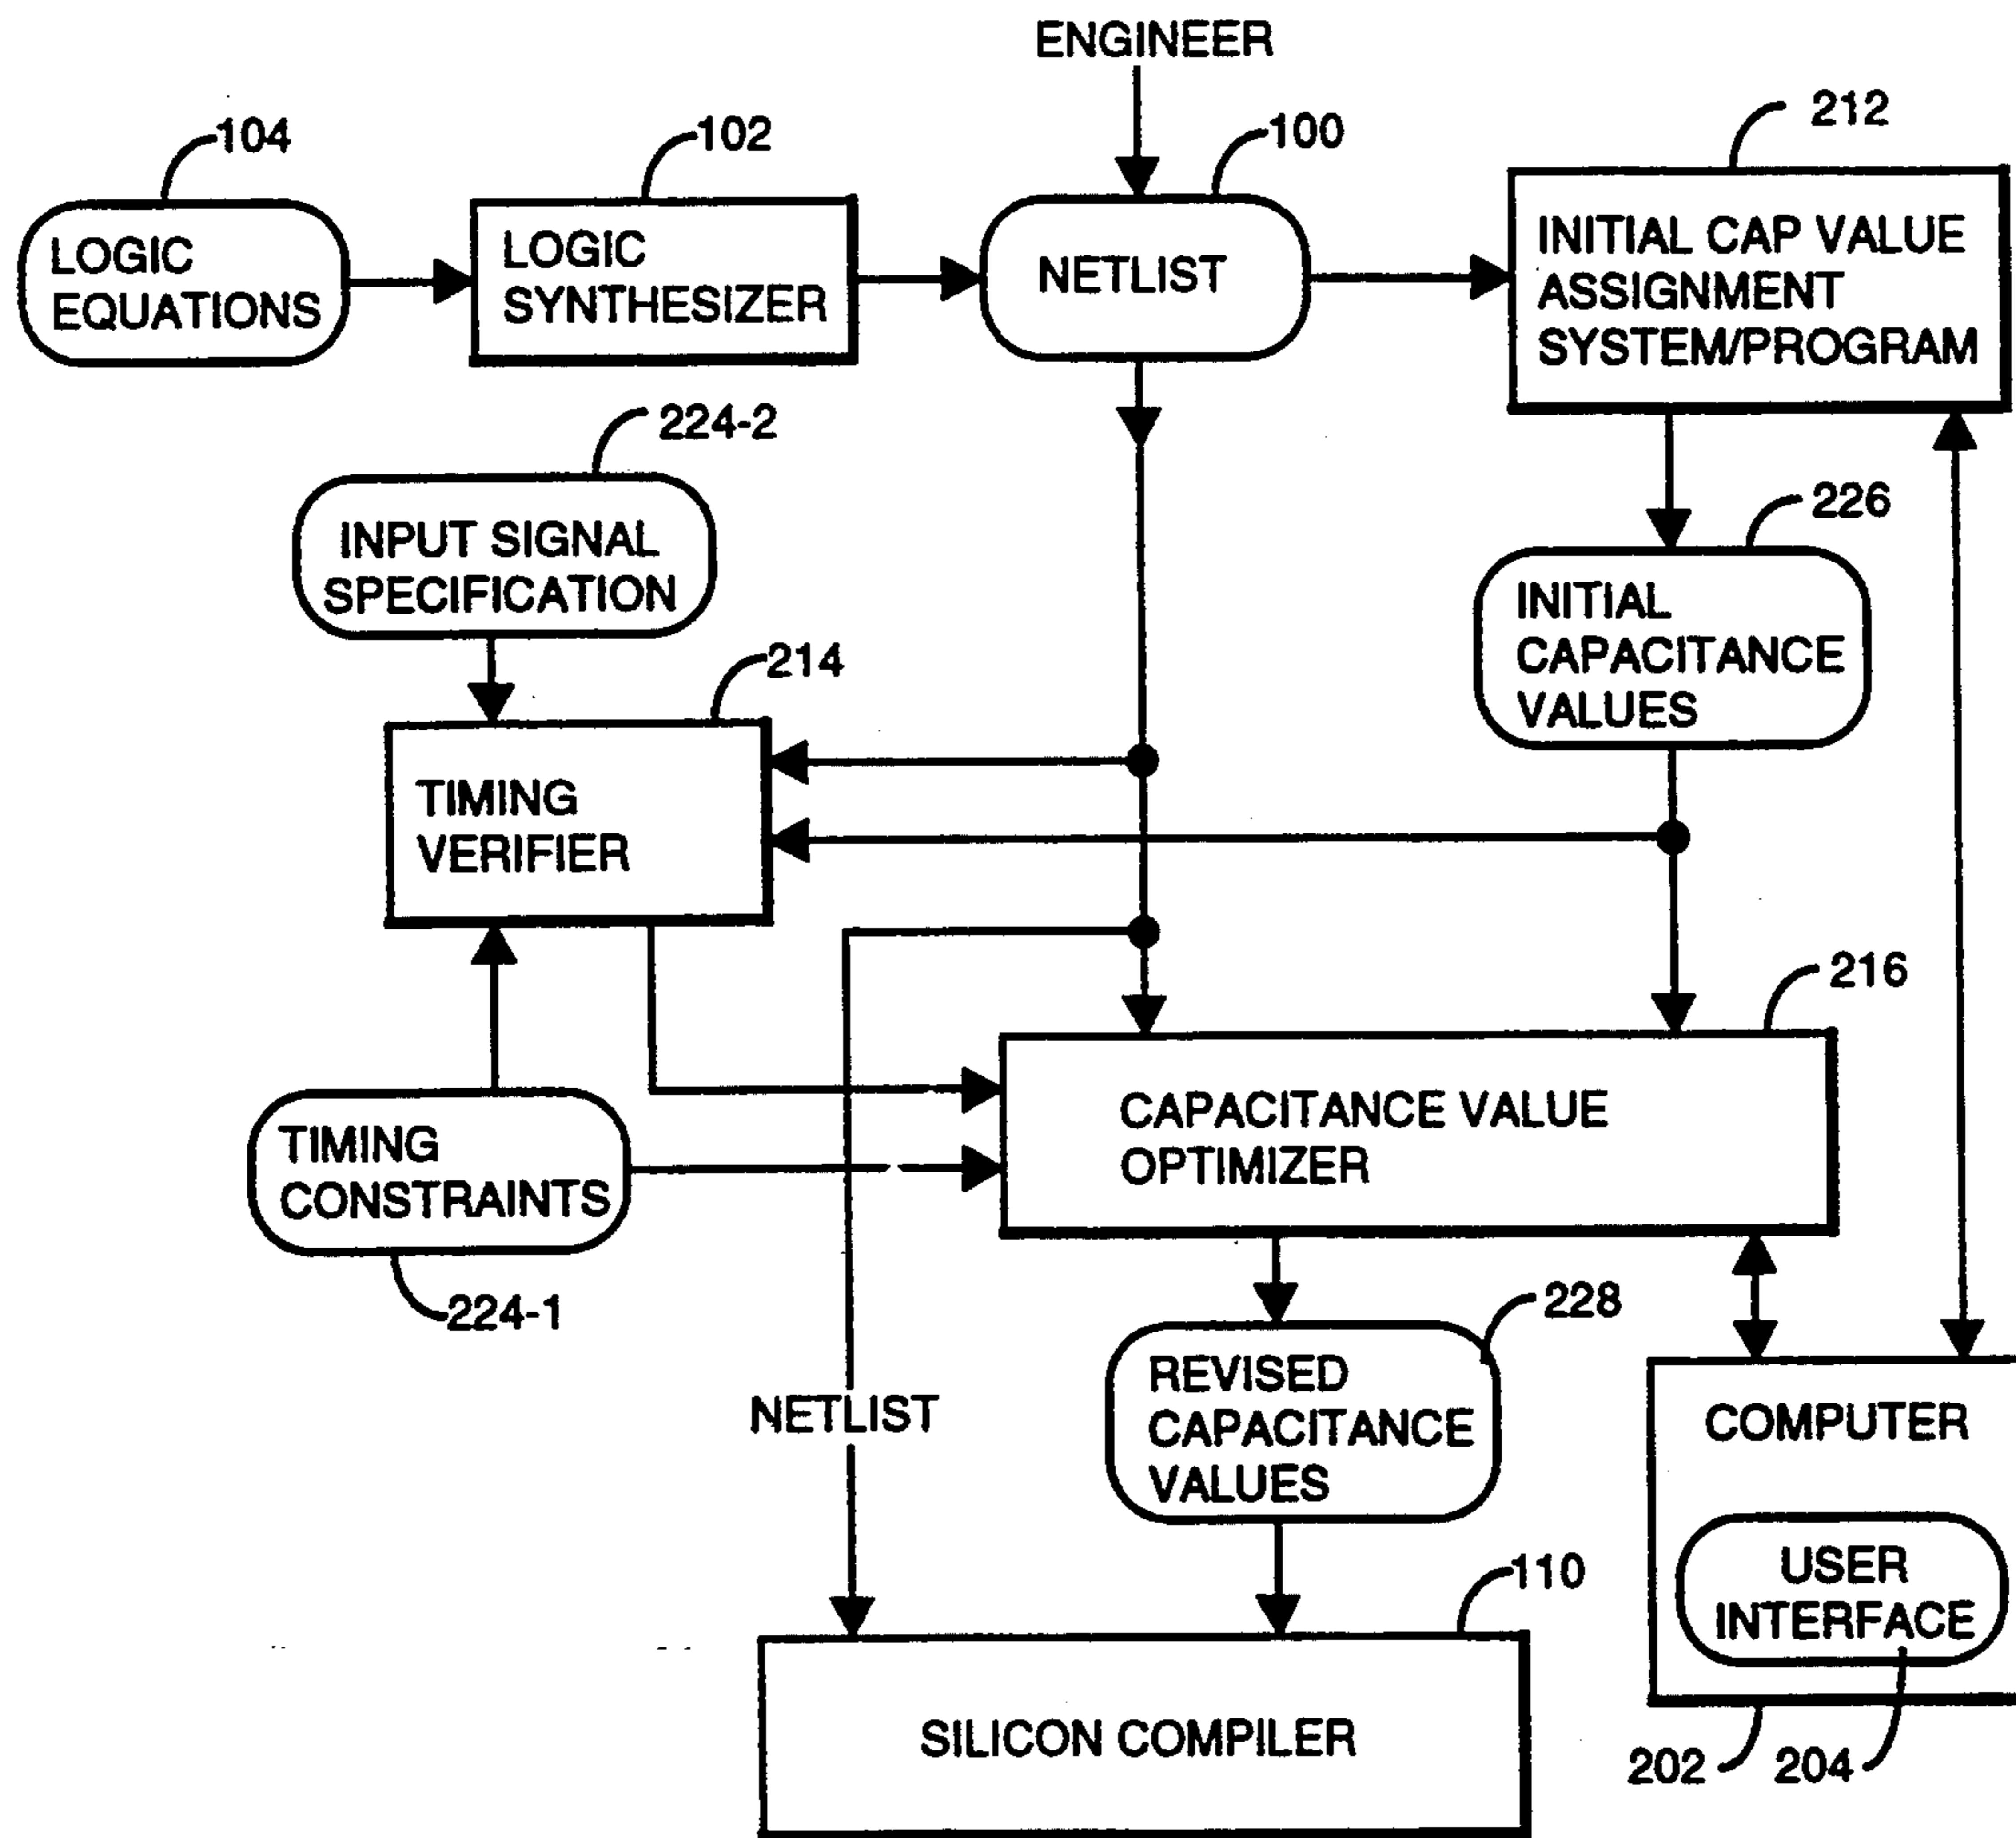 ENGINEER
104
102
100
212
LOGIC
EQUATIONS
LOGIC
SYNTHESIZER
NETLIST
INITIAL CAP VALUE
ASSIGNMENT
SYSTEM/PROGRAM
224-2
INPUT SIGNAL
SPECIFICATION
226
INITIAL
CAPACITANCE
VALUES
214
TIMING
VERIFIER
216
CAPACITANCE VALUE
OPTIMIZER
TIMING
CONSTRAINTS
224-1
228
REVISED
CAPACITANCE
VALUES
NETLIST
COMPUTER
USER
INTERFACE
110
SILICON COMPILER
202
204